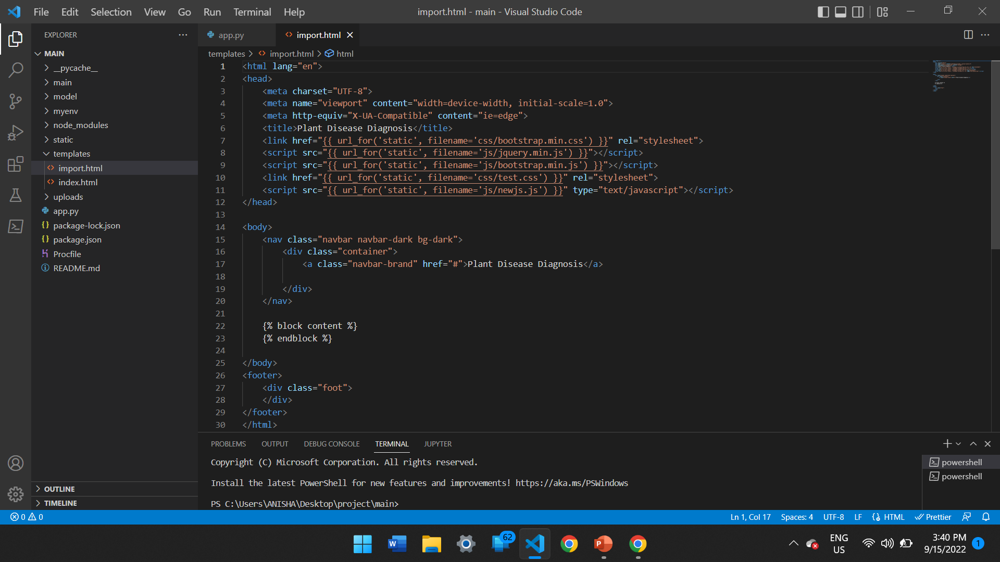 File Edit Selection View Go Run Terminal Help
import.html - main - Visual Studio Code
EXPLORER
MAIN
__pycache__
main
model
myenv
node_modules
static
templates
import.html
index.html
uploads
app.py
package-lock.json
package.json
Procfile
README.md
OUTLINE
TIMELINE
app.py import.html
templates > import.html > html
1 <html lang="en">
2 <head>
3 <meta charset="UTF-8">
4 <meta name="viewport" content="width=device-width, initial-scale=1.0">
5 <meta http-equiv="X-UA-Compatible" content="ie=edge">
6 <title>Plant Disease Diagnosis</title>
7 <link href="{{ url_for('static', filename='css/bootstrap.min.css') }}" rel="stylesheet">
8 <script src="{{ url_for('static', filename='js/jquery.min.js') }}"></script>
9 <script src="{{ url_for('static', filename='js/bootstrap.min.js') }}"></script>
10 <link href="{{ url_for('static', filename='css/test.css') }}" rel="stylesheet">
11 <script src="{{ url_for('static', filename='js/newjs.js') }}" type="text/javascript"></script>
12 </head>
13
14 <body>
15 <nav class="navbar navbar-dark bg-dark">
16 <div class="container">
17 <a class="navbar-brand" href="#">Plant Disease Diagnosis</a>
18
19 </div>
20 </nav>
21
22 {% block content %}
23 {% endblock %}
24
25 </body>
26 <footer>
27 <div class="foot">
28 </div>
29 </footer>
30 </html>
PROBLEMS OUTPUT DEBUG CONSOLE TERMINAL JUPYTER
Copyright (C) Microsoft Corporation. All rights reserved.
Install the latest PowerShell for new features and improvements! https://aka.ms/PSWindows
PS C:\Users\ANISHA\Desktop\project\main>
powershell
powershell
0 0
Ln 1, Col 17 Spaces: 4 UTF-8 LF HTML Prettier
62
ENG
US
3:40 PM
9/15/2022
1